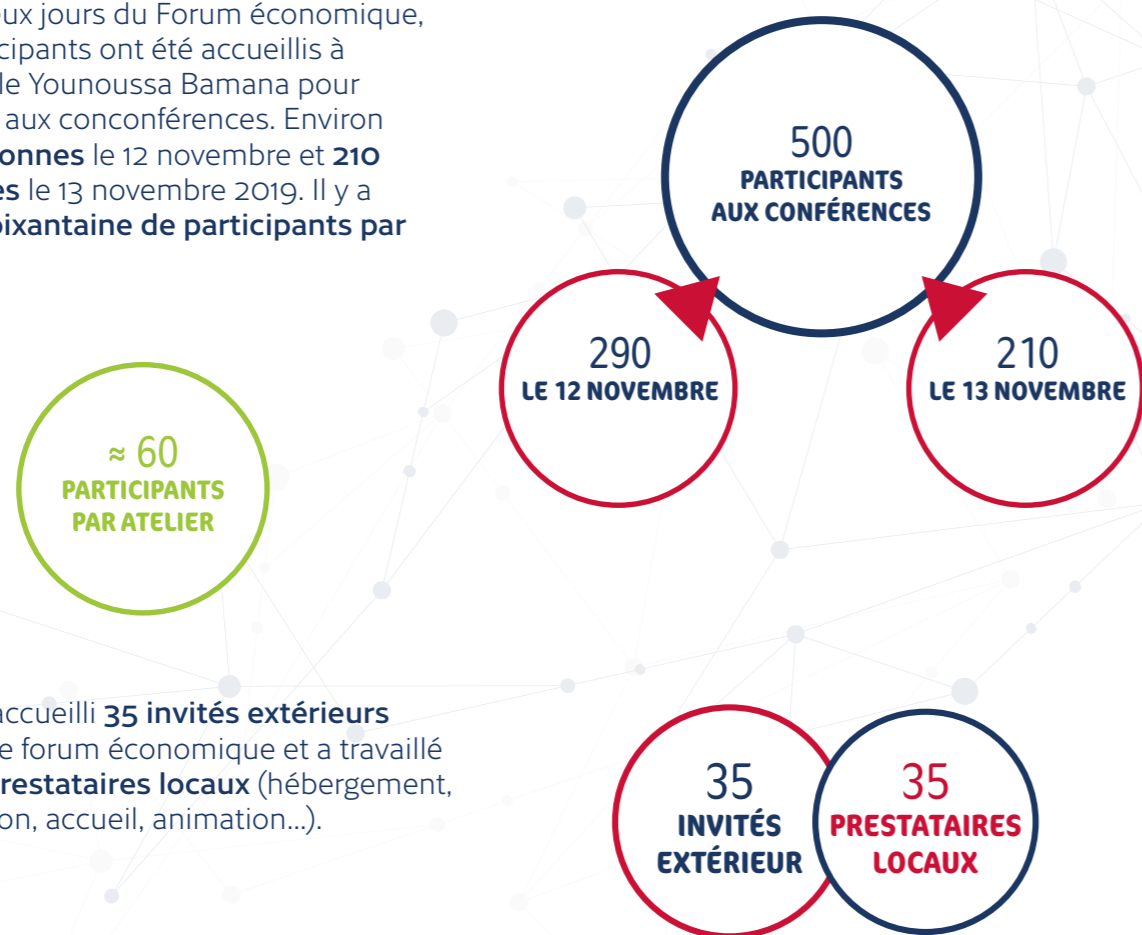 eux jours du Forum économique,
cipants ont été accueillis à
le Younoussa Bamana pour
aux conconférences. Environ
onnes le 12 novembre et 210
es le 13 novembre 2019. Il y a
oixantaine de participants par
500
PARTICIPANTS
AUX CONFÉRENCES
290
LE 12 NOVEMBRE
210
LE 13 NOVEMBRE
≈ 60
PARTICIPANTS
PAR ATELIER
accueilli 35 invités extérieurs
e forum économique et a travaillé
restataires locaux (hébergement,
on, accueil, animation...).
35
INVITÉS
EXTÉRIEUR
35
PRESTATAIRES
LOCAUX